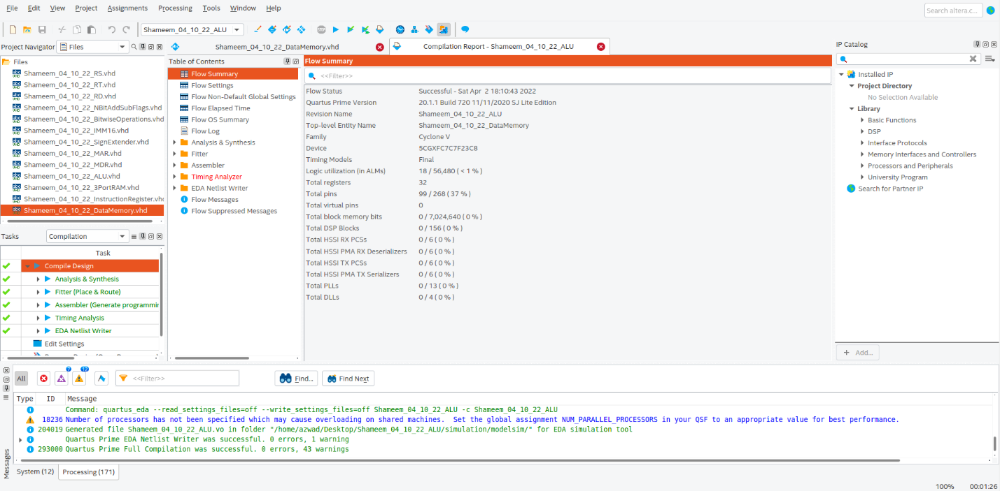 File Edit View Project Assignments Processing Tools Window Help
Search altera.c...
Shameem_04_10_22_ALU
Project Navigator Files
Files
Shameem_04_10_22_RS.vhd
Shameem_04_10_22_RT.vhd
Shameem_04_10_22_RD.vhd
Shameem_04_10_22_NBitAddSubFlags.vhd
Shameem_04_10_22_BitwiseOperations.vhd
Shameem_04_10_22_IMM16.vhd
Shameem_04_10_22_SignExtender.vhd
Shameem_04_10_22_MAR.vhd
Shameem_04_10_22_MDR.vhd
Shameem_04_10_22_ALU.vhd
Shameem_04_10_22_3PortRAM.vhd
Shameem_04_10_22_InstructionRegister.vhd
Shameem_04_10_22_DataMemory.vhd
Tasks Compilation
Task
Compile Design
Analysis & Synthesis
Fitter (Place & Route)
Assembler (Generate programmin
Timing Analysis
EDA Netlist Writer
Edit Settings
Shameem_04_10_22_DataMemory.vhd
Compilation Report - Shameem_04_10_22_ALU
Table of Contents
Flow Summary
Flow Settings
Flow Non-Default Global Settings
Flow Elapsed Time
Flow OS Summary
Flow Log
Analysis & Synthesis
Fitter
Assembler
Timing Analyzer
EDA Netlist Writer
Flow Messages
Flow Suppressed Messages
Flow Summary
<<Filter>>
Flow Status Successful - Sat Apr 2 18:10:43 2022
Quartus Prime Version 20.1.1 Build 720 11/11/2020 SJ Lite Edition
Revision Name Shameem_04_10_22_ALU
Top-level Entity Name Shameem_04_10_22_DataMemory
Family Cyclone V
Device 5CGXFC7C7F23C8
Timing Models Final
Logic utilization (in ALMs) 18 / 56,480 ( < 1 % )
Total registers 32
Total pins 99 / 268 ( 37 % )
Total virtual pins 0
Total block memory bits 0 / 7,024,640 ( 0 % )
Total DSP Blocks 0 / 156 ( 0 % )
Total HSSI RX PCSs 0 / 6 ( 0 % )
Total HSSI PMA RX Deserializers 0 / 6 ( 0 % )
Total HSSI TX PCSs 0 / 6 ( 0 % )
Total HSSI PMA TX Serializers 0 / 6 ( 0 % )
Total PLLs 0 / 13 ( 0 % )
Total DLLs 0 / 4 ( 0 % )
IP Catalog
Installed IP
Project Directory
No Selection Available
Library
Basic Functions
DSP
Interface Protocols
Memory Interfaces and Controllers
Processors and Peripherals
University Program
Search for Partner IP
+ Add...
All 7 12 <<Filter>> Find... Find Next
Type ID Message
Command: quartus_eda --read_settings_files=off --write_settings_files=off Shameem_04_10_22_ALU -c Shameem_04_10_22_ALU
18236 Number of processors has not been specified which may cause overloading on shared machines. Set the global assignment NUM_PARALLEL_PROCESSORS in your QSF to an appropriate value for best performance.
204019 Generated file Shameem_04_10_22_ALU.vo in folder "/home/azwad/Desktop/Shameem_04_10_22_ALU/simulation/modelsim/" for EDA simulation tool
Quartus Prime EDA Netlist Writer was successful. 0 errors, 1 warning
293000 Quartus Prime Full Compilation was successful. 0 errors, 43 warnings
Messages
System (12) Processing (171)
100% 00:01:26